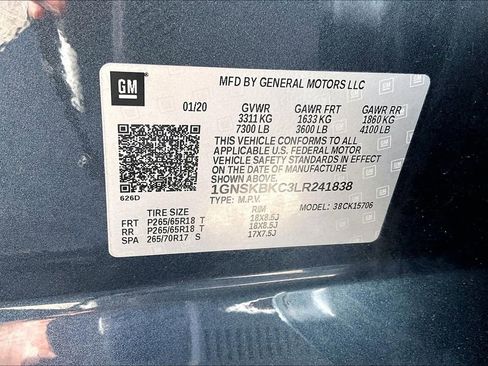 GM
MFD BY GENERAL MOTORS LLC
01/20 GVWR GAWR FRT GAWR RR
3311 KG 1633 KG 1860 KG
7300 LB 3600 LB 4100 LB
THIS VEHICLE CONFORMS TO ALL
APPLICABLE U.S. FEDERAL MOTOR
VEHICLE SAFETY STANDARDS IN EFFECT
ON THE DATE OF MANUFACTURE
SHOWN ABOVE.
1GNSKBKC3LR241838
TYPE: M.P.V. 38CK15706
626D
TIRE SIZE RIM
FRT P265/65R18 T 18X8.5J
RR P265/65R18 T 18X8.5J
SPA 265/70R17 S 17X7.5J